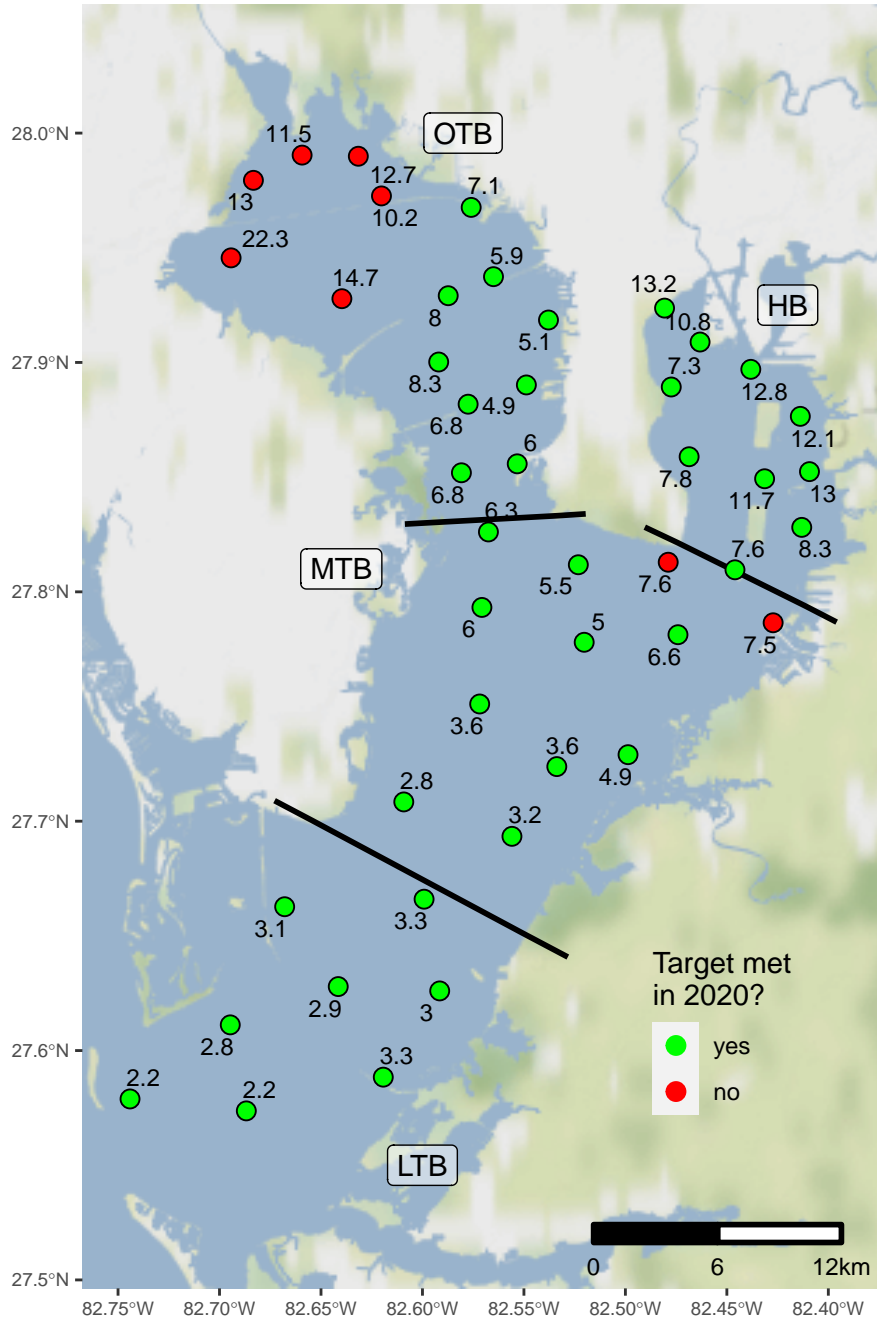 28.0°N
27.9°N
27.8°N
27.7°N
27.6°N
27.5°N
OTB
11.5
12.7
13
10.2
7.1
22.3
5.9
14.7
13.2
HB
8
10.8
5.1
7.3
8.3
4.9
12.8
6.8
12.1
6
7.8
13
6.8
11.7
6.3
8.3
7.6
MTB
5.5
7.6
6
5
6.6
7.5
3.6
3.6
4.9
2.8
3.2
3.1
3.3
2.9
3
2.8
3.3
2.2
2.2
LTB
Target met
in 2020?
yes
no
0 6 12km
82.75°W 82.70°W 82.65°W 82.60°W 82.55°W 82.50°W 82.45°W 82.40°W